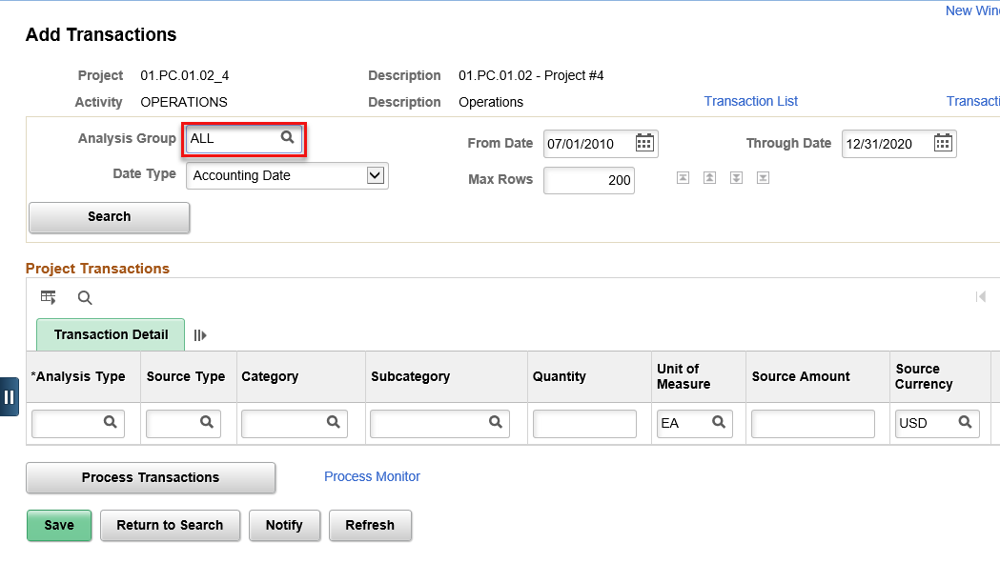 New Wind
Add Transactions
Project 01.PC.01.02_4 Description 01.PC.01.02 - Project #4
Activity OPERATIONS Description Operations Transaction List Transacti
Analysis Group ALL From Date 07/01/2010 Through Date 12/31/2020
Date Type Accounting Date Max Rows 200
Search
Project Transactions
Transaction Detail
*Analysis Type Source Type Category Subcategory Quantity Unit of Measure Source Amount Source Currency
EA USD
Process Transactions Process Monitor
Save Return to Search Notify Refresh